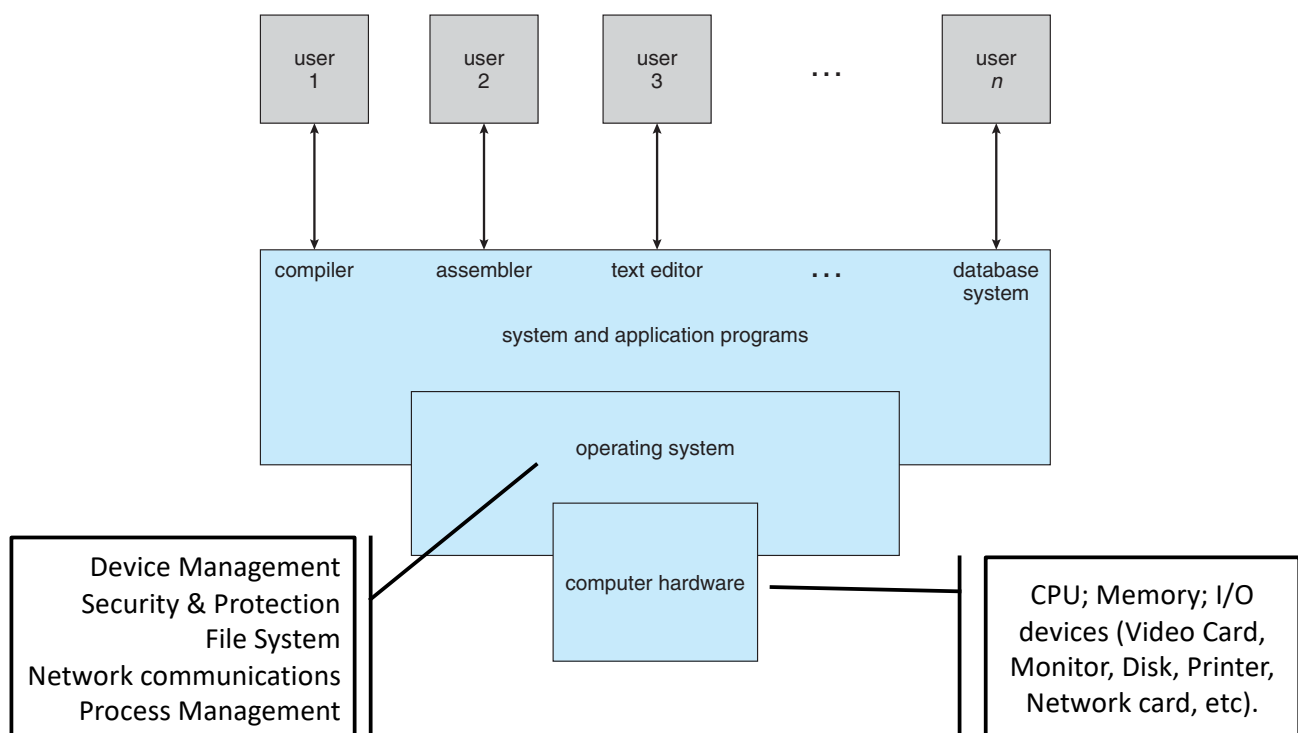 user
1
user
2
user
3
...
user
n
compiler
assembler
text editor
...
database
system
system and application programs
operating system
computer hardware
Device Management
Security & Protection
File System
Network communications
Process Management
CPU; Memory; I/O
devices (Video Card,
Monitor, Disk, Printer,
Network card, etc).